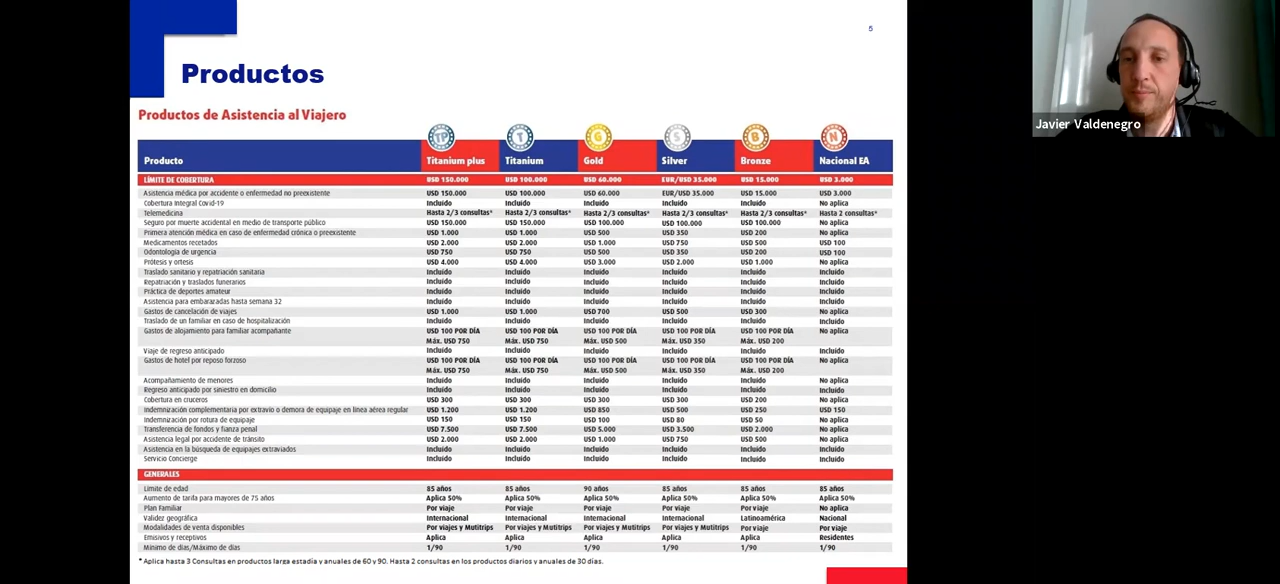 5
Productos
Productos de Asistencia al Viajero
TP T G S B N
Producto Titanium plus Titanium Gold Silver Bronze Nacional EA
LÍMITE DE COBERTURA USD 150.000 USD 100.000 USD 60.000 EUR/USD 35.000 USD 15.000 USD 3.000
Asistencia médica por accidente o enfermedad no preexistente USD 150.000 USD 100.000 USD 60.000 EUR/USD 35.000 USD 15.000 USD 3.000
Cobertura Integral Covid-19 Incluido Incluido Incluido Incluido Incluido No aplica
Telemedicina Hasta 2/3 consultas* Hasta 2/3 consultas* Hasta 2/3 consultas* Hasta 2/3 consultas* Hasta 2/3 consultas* Hasta 2 consultas*
Seguro por muerte accidental en medio de transporte público USD 150.000 USD 150.000 USD 100.000 USD 100.000 USD 100.000 No aplica
Primera atención médica en caso de enfermedad crónica o preexistente USD 1.000 USD 1.000 USD 500 USD 350 USD 200 No aplica
Medicamentos recetados USD 2.000 USD 2.000 USD 1.000 USD 750 USD 500 USD 100
Odontología de urgencia USD 750 USD 750 USD 500 USD 350 USD 200 USD 100
Prótesis y ortesis USD 4.000 USD 4.000 USD 3.000 USD 2.000 USD 1.000 No aplica
Traslado sanitario y repatriación sanitaria Incluido Incluido Incluido Incluido Incluido Incluido
Repatriación y traslados funerarios Incluido Incluido Incluido Incluido Incluido Incluido
Práctica de deportes amateur Incluido Incluido Incluido Incluido Incluido Incluido
Asistencia para embarazadas hasta semana 32 Incluido Incluido Incluido Incluido Incluido Incluido
Gastos de cancelación de viajes USD 1.000 USD 1.000 USD 700 USD 500 USD 300 No aplica
Traslado de un familiar en caso de hospitalización Incluido Incluido Incluido Incluido Incluido Incluido
Gastos de alojamiento para familiar acompañante USD 100 POR DÍA USD 100 POR DÍA USD 100 POR DÍA USD 100 POR DÍA USD 100 POR DÍA No aplica
Máx. USD 750 Máx. USD 750 Máx. USD 500 Máx. USD 350 Máx. USD 200
Viaje de regreso anticipado Incluido Incluido Incluido Incluido Incluido Incluido
Gastos de hotel por reposo forzoso USD 100 POR DÍA USD 100 POR DÍA USD 100 POR DÍA USD 100 POR DÍA USD 100 POR DÍA No aplica
Máx. USD 750 Máx. USD 750 Máx. USD 500 Máx. USD 350 Máx. USD 200
Acompañamiento de menores Incluido Incluido Incluido Incluido Incluido No aplica
Regreso anticipado por siniestro en domicilio Incluido Incluido Incluido Incluido Incluido Incluido
Cobertura en cruceros USD 300 USD 300 USD 300 USD 300 USD 200 No aplica
Indemnización complementaria por extravío o demora de equipaje en línea aérea regular USD 1.200 USD 1.200 USD 850 USD 500 USD 250 USD 150
Indemnización por rotura de equipaje USD 150 USD 150 USD 100 USD 80 USD 50 No aplica
Transferencia de fondos y fianza penal USD 7.500 USD 7.500 USD 5.000 USD 3.500 USD 2.000 No aplica
Asistencia legal por accidente de tránsito USD 2.000 USD 2.000 USD 1.000 USD 750 USD 500 No aplica
Asistencia en la búsqueda de equipajes extraviados Incluido Incluido Incluido Incluido Incluido Incluido
Servicio Concierge Incluido Incluido Incluido Incluido Incluido Incluido
GENERALES
Límite de edad 85 años 85 años 90 años 85 años 85 años 85 años
Aumento de tarifa para mayores de 75 años Aplica 50% Aplica 50% Aplica 50% Aplica 50% Aplica 50% Aplica 50%
Plan Familiar Por viaje Por viaje Por viaje Por viaje Por viaje No aplica
Validez geográfica Internacional Internacional Internacional Internacional Latinoamérica Nacional
Modalidades de venta disponibles Por viajes y Mutitrips Por viajes y Mutitrips Por viajes y Mutitrips Por viajes y Mutitrips Por viaje Por viaje
Emisivos y receptivos Aplica Aplica Aplica Aplica Aplica Residentes
Mínimo de días/Máximo de días 1/90 1/90 1/90 1/90 1/90 1/90
* Aplica hasta 3 Consultas en productos larga estadía y anuales de 60 y 90. Hasta 2 consultas en los productos diarios y anuales de 30 días.
Javier Valdenegro